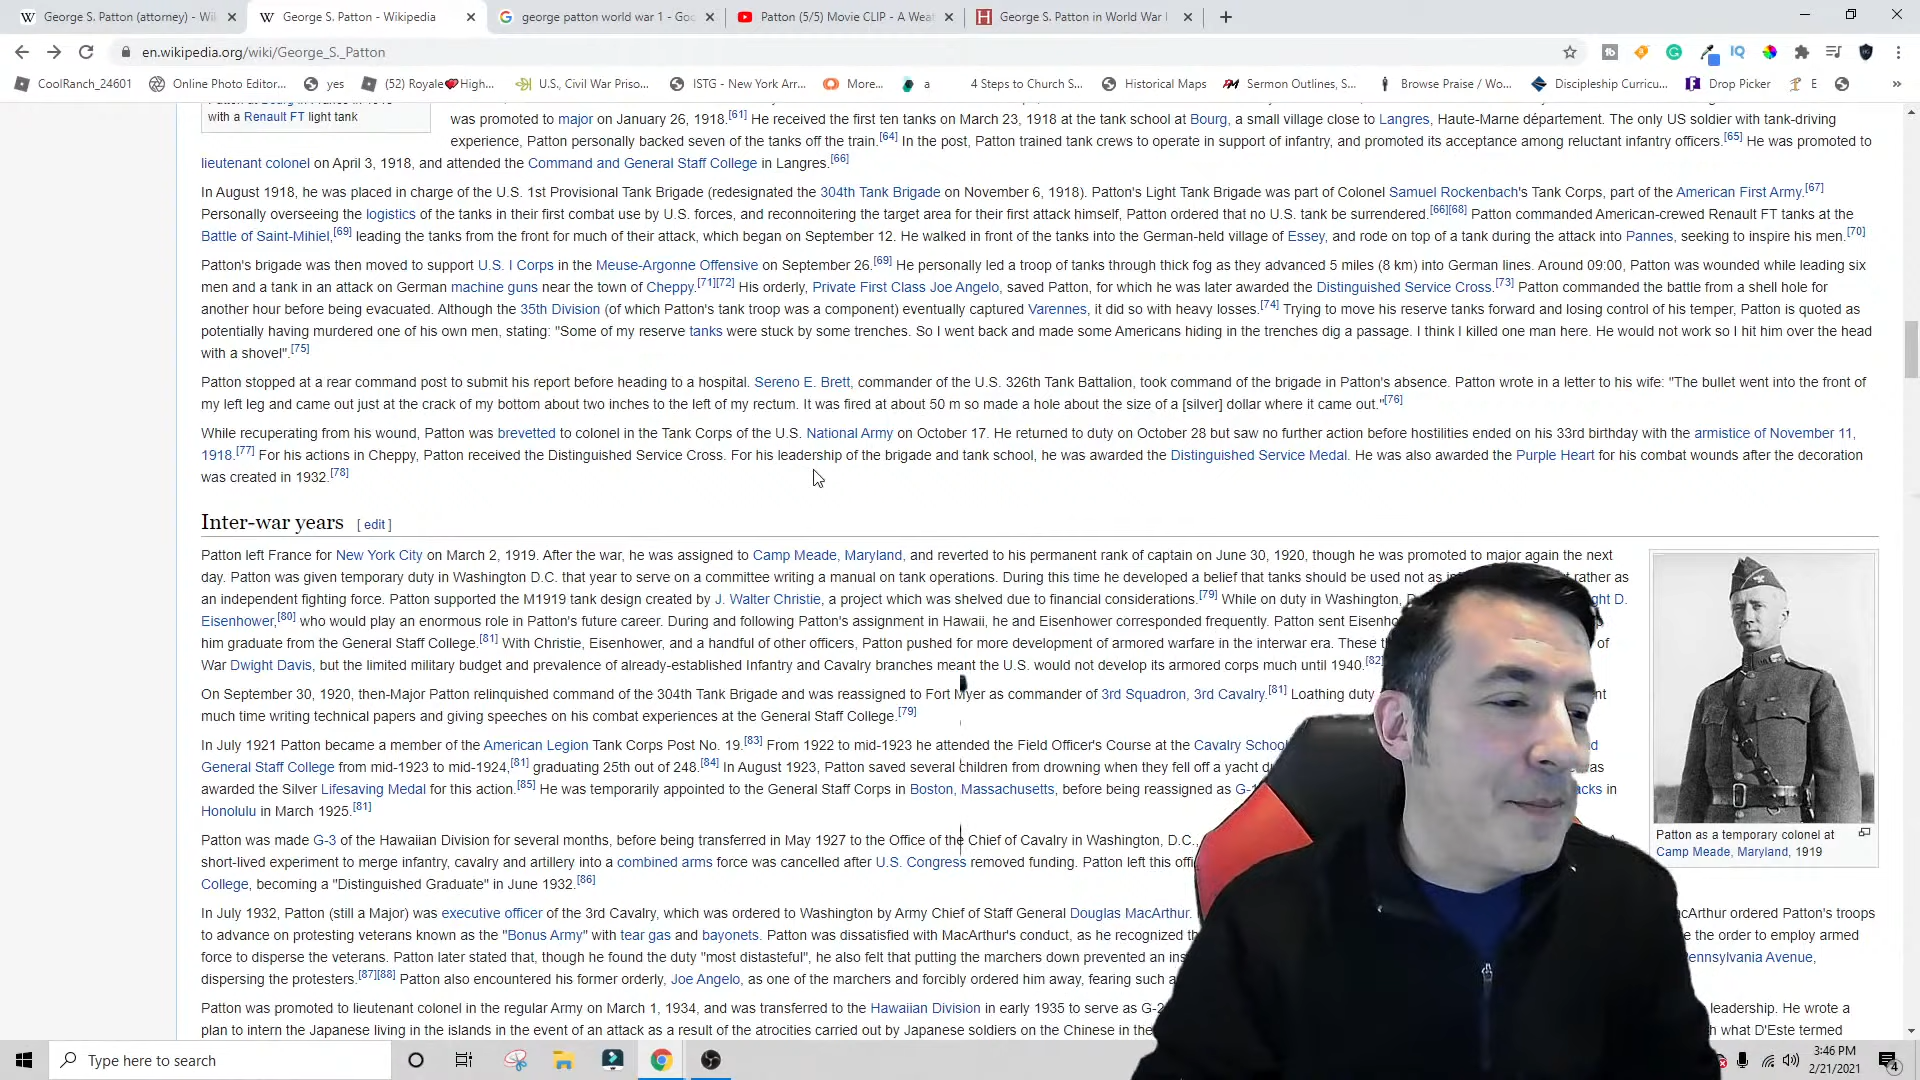 George S. Patton (attorney) - Wi
George S. Patton - Wikipedia
george patton world war 1 - Goo
Patton (5/5) Movie CLIP - A Wea
George S. Patton in World War I
en.wikipedia.org/wiki/George_S._Patton
CoolRanch_24601 Online Photo Editor... yes (52) Royale❤High... U.S., Civil War Priso... ISTG - New York Arr... More... a 4 Steps to Church S... Historical Maps Sermon Outlines, S... Browse Praise / Wo... Discipleship Curricu... Drop Picker E
with a Renault FT light tank
was promoted to major on January 26, 1918.[61] He received the first ten tanks on March 23, 1918 at the tank school at Bourg, a small village close to Langres, Haute-Marne département. The only US soldier with tank-driving
experience, Patton personally backed seven of the tanks off the train.[64] In the post, Patton trained tank crews to operate in support of infantry, and promoted its acceptance among reluctant infantry officers.[65] He was promoted to
lieutenant colonel on April 3, 1918, and attended the Command and General Staff College in Langres.[66]
In August 1918, he was placed in charge of the U.S. 1st Provisional Tank Brigade (redesignated the 304th Tank Brigade on November 6, 1918). Patton's Light Tank Brigade was part of Colonel Samuel Rockenbach's Tank Corps, part of the American First Army.[67]
Personally overseeing the logistics of the tanks in their first combat use by U.S. forces, and reconnoitering the target area for their first attack himself, Patton ordered that no U.S. tank be surrendered.[66][68] Patton commanded American-crewed Renault FT tanks at the
Battle of Saint-Mihiel,[69] leading the tanks from the front for much of their attack, which began on September 12. He walked in front of the tanks into the German-held village of Essey, and rode on top of a tank during the attack into Pannes, seeking to inspire his men.[70]
Patton's brigade was then moved to support U.S. I Corps in the Meuse-Argonne Offensive on September 26.[69] He personally led a troop of tanks through thick fog as they advanced 5 miles (8 km) into German lines. Around 09:00, Patton was wounded while leading six
men and a tank in an attack on German machine guns near the town of Cheppy.[71][72] His orderly, Private First Class Joe Angelo, saved Patton, for which he was later awarded the Distinguished Service Cross.[73] Patton commanded the battle from a shell hole for
another hour before being evacuated. Although the 35th Division (of which Patton's tank troop was a component) eventually captured Varennes, it did so with heavy losses.[74] Trying to move his reserve tanks forward and losing control of his temper, Patton is quoted as
potentially having murdered one of his own men, stating: "Some of my reserve tanks were stuck by some trenches. So I went back and made some Americans hiding in the trenches dig a passage. I think I killed one man here. He would not work so I hit him over the head
with a shovel".[75]
Patton stopped at a rear command post to submit his report before heading to a hospital. Sereno E. Brett, commander of the U.S. 326th Tank Battalion, took command of the brigade in Patton's absence. Patton wrote in a letter to his wife: "The bullet went into the front of
my left leg and came out just at the crack of my bottom about two inches to the left of my rectum. It was fired at about 50 m so made a hole about the size of a [silver] dollar where it came out."[76]
While recuperating from his wound, Patton was brevetted to colonel in the Tank Corps of the U.S. National Army on October 17. He returned to duty on October 28 but saw no further action before hostilities ended on his 33rd birthday with the armistice of November 11,
1918.[77] For his actions in Cheppy, Patton received the Distinguished Service Cross. For his leadership of the brigade and tank school, he was awarded the Distinguished Service Medal. He was also awarded the Purple Heart for his combat wounds after the decoration
was created in 1932.[78]
Inter-war years [ edit ]
Patton left France for New York City on March 2, 1919. After the war, he was assigned to Camp Meade, Maryland, and reverted to his permanent rank of captain on June 30, 1920, though he was promoted to major again the next
day. Patton was given temporary duty in Washington D.C. that year to serve on a committee writing a manual on tank operations. During this time he developed a belief that tanks should be used not as rather as
an independent fighting force. Patton supported the M1919 tank design created by J. Walter Christie, a project which was shelved due to financial considerations.[79] While on duty in Washington, D.
Eisenhower,[80] who would play an enormous role in Patton's future career. During and following Patton's assignment in Hawaii, he and Eisenhower corresponded frequently. Patton sent
him graduate from the General Staff College.[81] With Christie, Eisenhower, and a handful of other officers, Patton pushed for more development of armored warfare in the interwar era. These of
War Dwight Davis, but the limited military budget and prevalence of already-established Infantry and Cavalry branches meant the U.S. would not develop its armored corps much until 1940.[82]
On September 30, 1920, then-Major Patton relinquished command of the 304th Tank Brigade and was reassigned to Fort Myer as commander of 3rd Squadron, 3rd Cavalry.[81] Loathing duty
much time writing technical papers and giving speeches on his combat experiences at the General Staff College.[79]
In July 1921 Patton became a member of the American Legion Tank Corps Post No. 19.[83] From 1922 to mid-1923 he attended the Field Officer's Course at the Cavalry School
General Staff College from mid-1923 to mid-1924,[81] graduating 25th out of 248.[84] In August 1923, Patton saved several children from drowning when they fell off a yacht was
awarded the Silver Lifesaving Medal for this action.[85] He was temporarily appointed to the General Staff Corps in Boston, Massachusetts, before being reassigned as in
Honolulu in March 1925.[81]
Patton was made G-3 of the Hawaiian Division for several months, before being transferred in May 1927 to the Office of the Chief of Cavalry in Washington, D.C.,
short-lived experiment to merge infantry, cavalry and artillery into a combined arms force was cancelled after U.S. Congress removed funding. Patton left this
College, becoming a "Distinguished Graduate" in June 1932.[86]
In July 1932, Patton (still a Major) was executive officer of the 3rd Cavalry, which was ordered to Washington by Army Chief of Staff General Douglas MacArthur. MacArthur ordered Patton's troops
to advance on protesting veterans known as the "Bonus Army" with tear gas and bayonets. Patton was dissatisfied with MacArthur's conduct, as he recognized the order to employ armed
force to disperse the veterans. Patton later stated that, though he found the duty "most distasteful", he also felt that putting the marchers down prevented an Pennsylvania Avenue,
dispersing the protesters.[87][88] Patton also encountered his former orderly, Joe Angelo, as one of the marchers and forcibly ordered him away, fearing such a
Patton was promoted to lieutenant colonel in the regular Army on March 1, 1934, and was transferred to the Hawaiian Division in early 1935 to serve as G-2. leadership. He wrote a
plan to intern the Japanese living in the islands in the event of an attack as a result of the atrocities carried out by Japanese soldiers on the Chinese in the what D'Este termed
Patton as a temporary colonel at
Camp Meade, Maryland, 1919
Type here to search
3:46 PM
2/21/2021
4